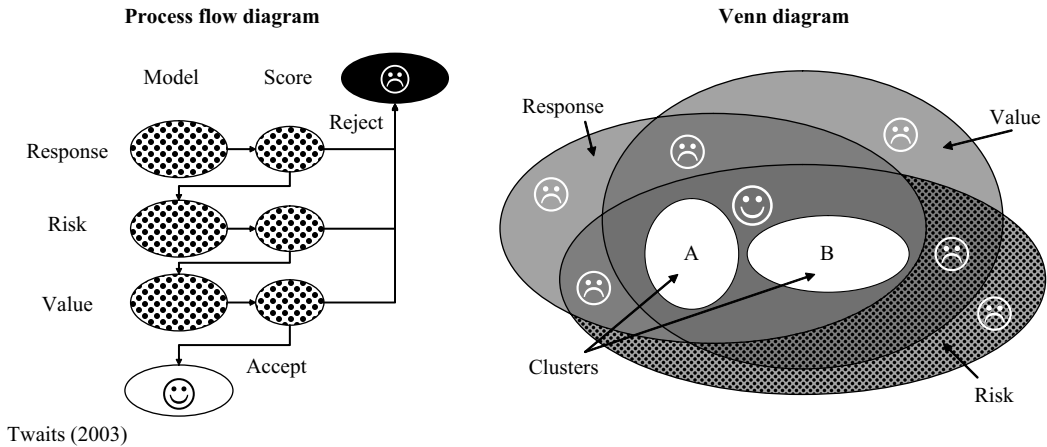 Process flow diagram
Model Score
Reject
Response
Risk
Value
Accept
Twaits (2003)
Venn diagram
Response
Value
A
B
Clusters
Risk